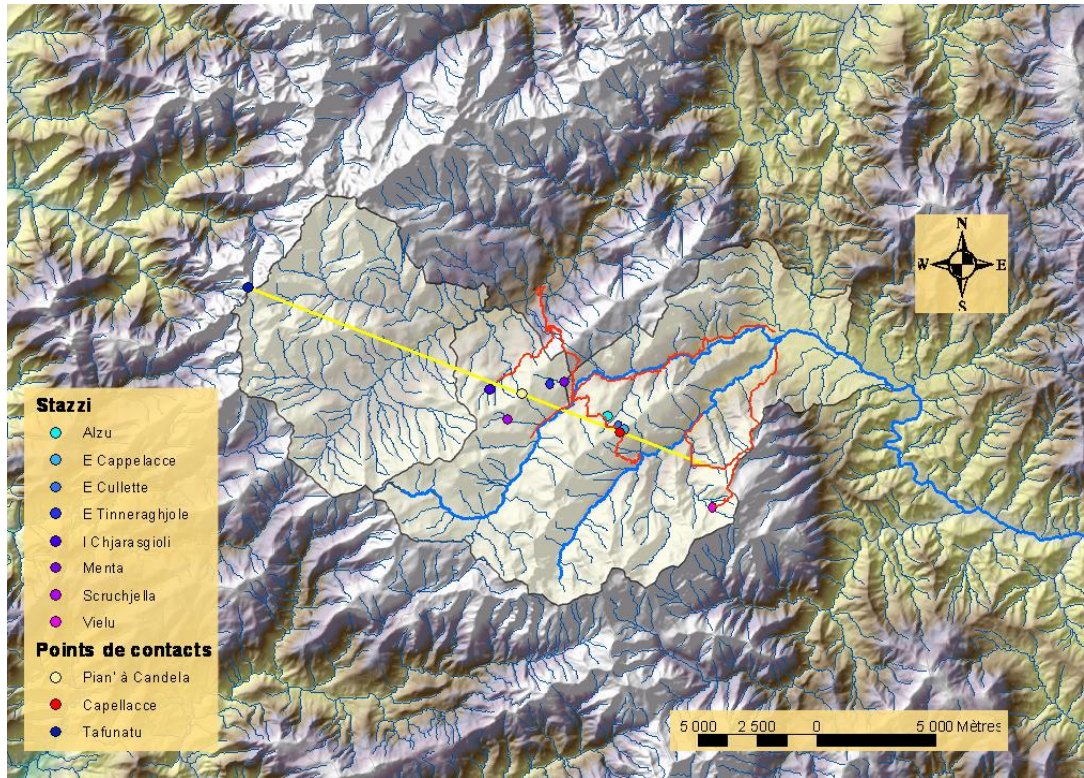 N
W E
S
Stazzi
Alzu
E Cappelacce
E Cullette
E Tinneraghjole
I Chjarasgioli
Menta
Scruchjella
Vielu
Points de contacts
Pian' à Candela
Capellacce
Tafunatu
5 000 2 500 0 5 000 Mètres